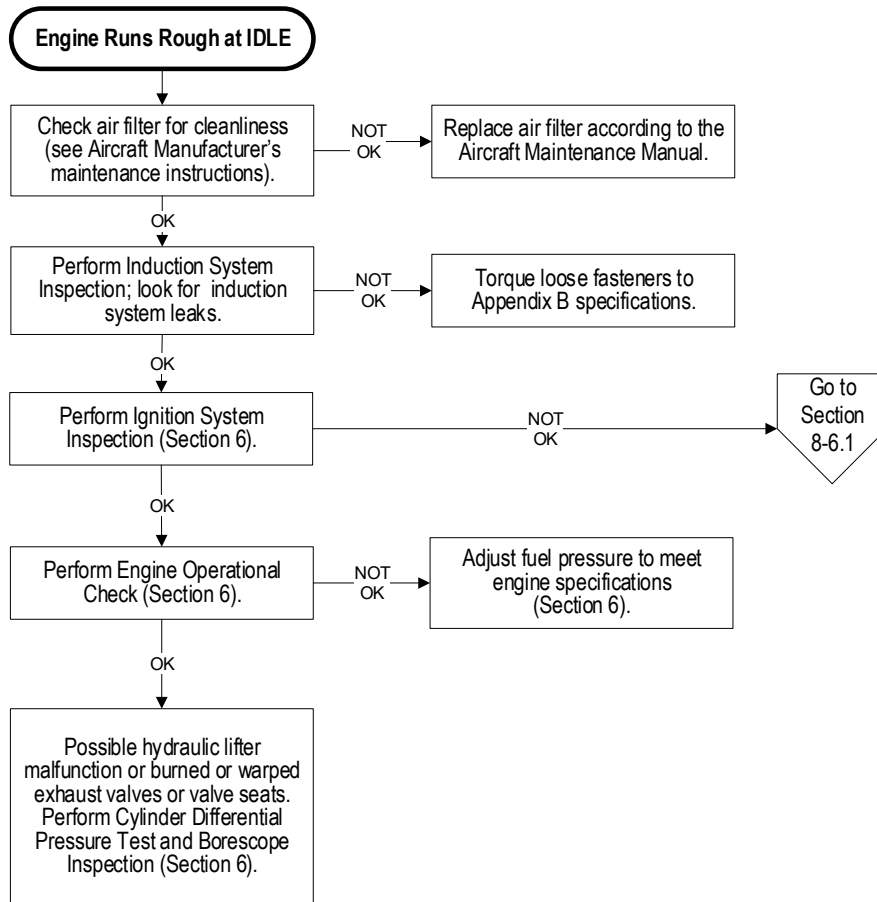 Engine Runs Rough at IDLE
Check air filter for cleanliness
(see Aircraft Manufacturer's
maintenance instructions).
NOT
OK
Replace air filter according to the
Aircraft Maintenance Manual.
OK
Perform Induction System
Inspection; look for induction
system leaks.
NOT
OK
Torque loose fasteners to
Appendix B specifications.
OK
Perform Ignition System
Inspection (Section 6).
NOT
OK
Go to
Section
8-6.1
OK
Perform Engine Operational
Check (Section 6).
NOT
OK
Adjust fuel pressure to meet
engine specifications
(Section 6).
OK
Possible hydraulic lifter
malfunction or burned or warped
exhaust valves or valve seats.
Perform Cylinder Differential
Pressure Test and Borescope
Inspection (Section 6).